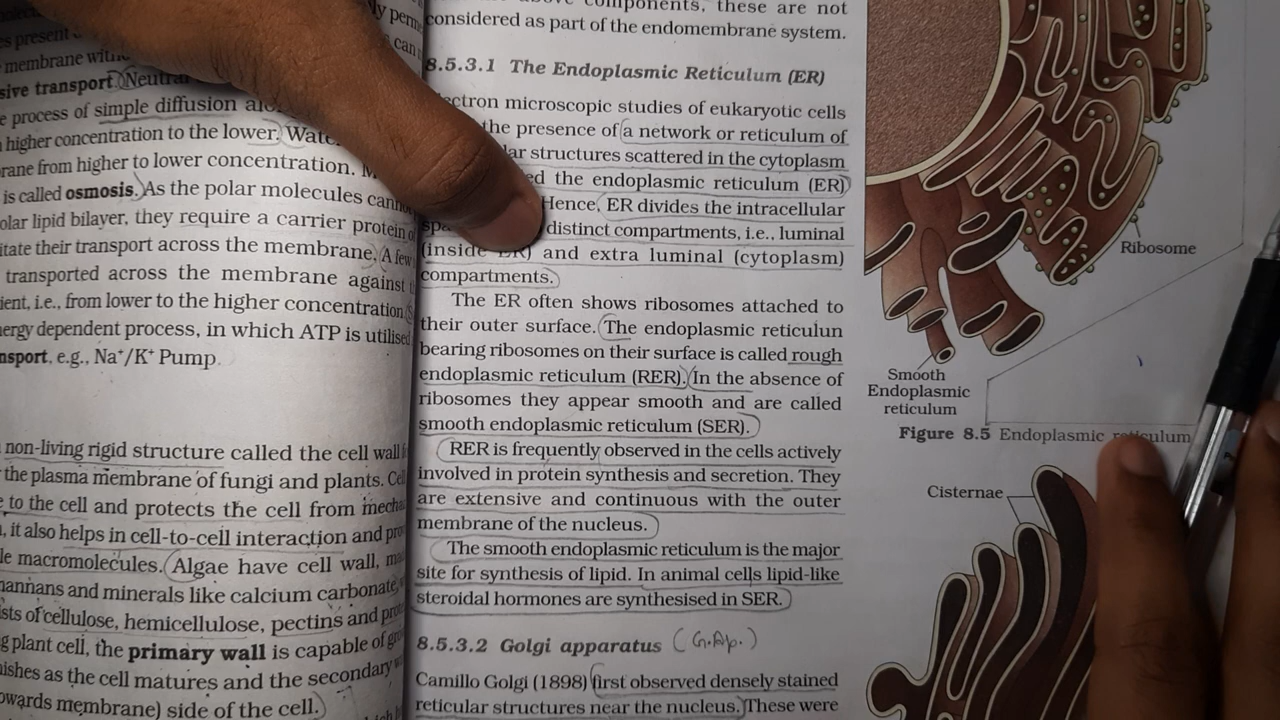 ly perm
es present
can
membrane with
sive transport. Neutral
e process of simple diffusion
higher concentration to the lower. Wate
rane from higher to lower concentration.
is called osmosis. As the polar molecules canno
olar lipid bilayer, they require a carrier protein
itate their transport across the membrane. A few
transported across the membrane against
ient, i.e., from lower to the higher concentration
nergy dependent process, in which ATP is utilised
nsport, e.g., Na⁺/K⁺ Pump.
non-living rigid structure called the cell wall
the plasma membrane of fungi and plants.
e to the cell and protects the cell from mecha
, it also helps in cell-to-cell interaction and
le macromolecules. Algae have cell wall,
nannans and minerals like calcium carbonate,
sts of cellulose, hemicellulose, pectins and
g plant cell, the primary wall is capable of
nishes as the cell matures and the secondary
owards membrane) side of the cell.
components, these are not
considered as part of the endomembrane system.
8.5.3.1 The Endoplasmic Reticulum (ER)
ectron microscopic studies of eukaryotic cells
the presence of a network or reticulum of
lar structures scattered in the cytoplasm
ed the endoplasmic reticulum (ER)
Hence, ER divides the intracellular
spa distinct compartments, i.e., luminal
(inside ER) and extra luminal (cytoplasm)
compartments.
The ER often shows ribosomes attached to
their outer surface. The endoplasmic reticulun
bearing ribosomes on their surface is called rough
endoplasmic reticulum (RER). In the absence of
ribosomes they appear smooth and are called
smooth endoplasmic reticulum (SER).
RER is frequently observed in the cells actively
involved in protein synthesis and secretion. They
are extensive and continuous with the outer
membrane of the nucleus.
The smooth endoplasmic reticulum is the major
site for synthesis of lipid. In animal cells lipid-like
steroidal hormones are synthesised in SER.
8.5.3.2 Golgi apparatus (G.Ap.)
Camillo Golgi (1898) first observed densely stained
reticular structures near the nucleus. These were
Ribosome
Smooth
Endoplasmic
reticulum
Figure 8.5 Endoplasmic reticulum
Cisternae